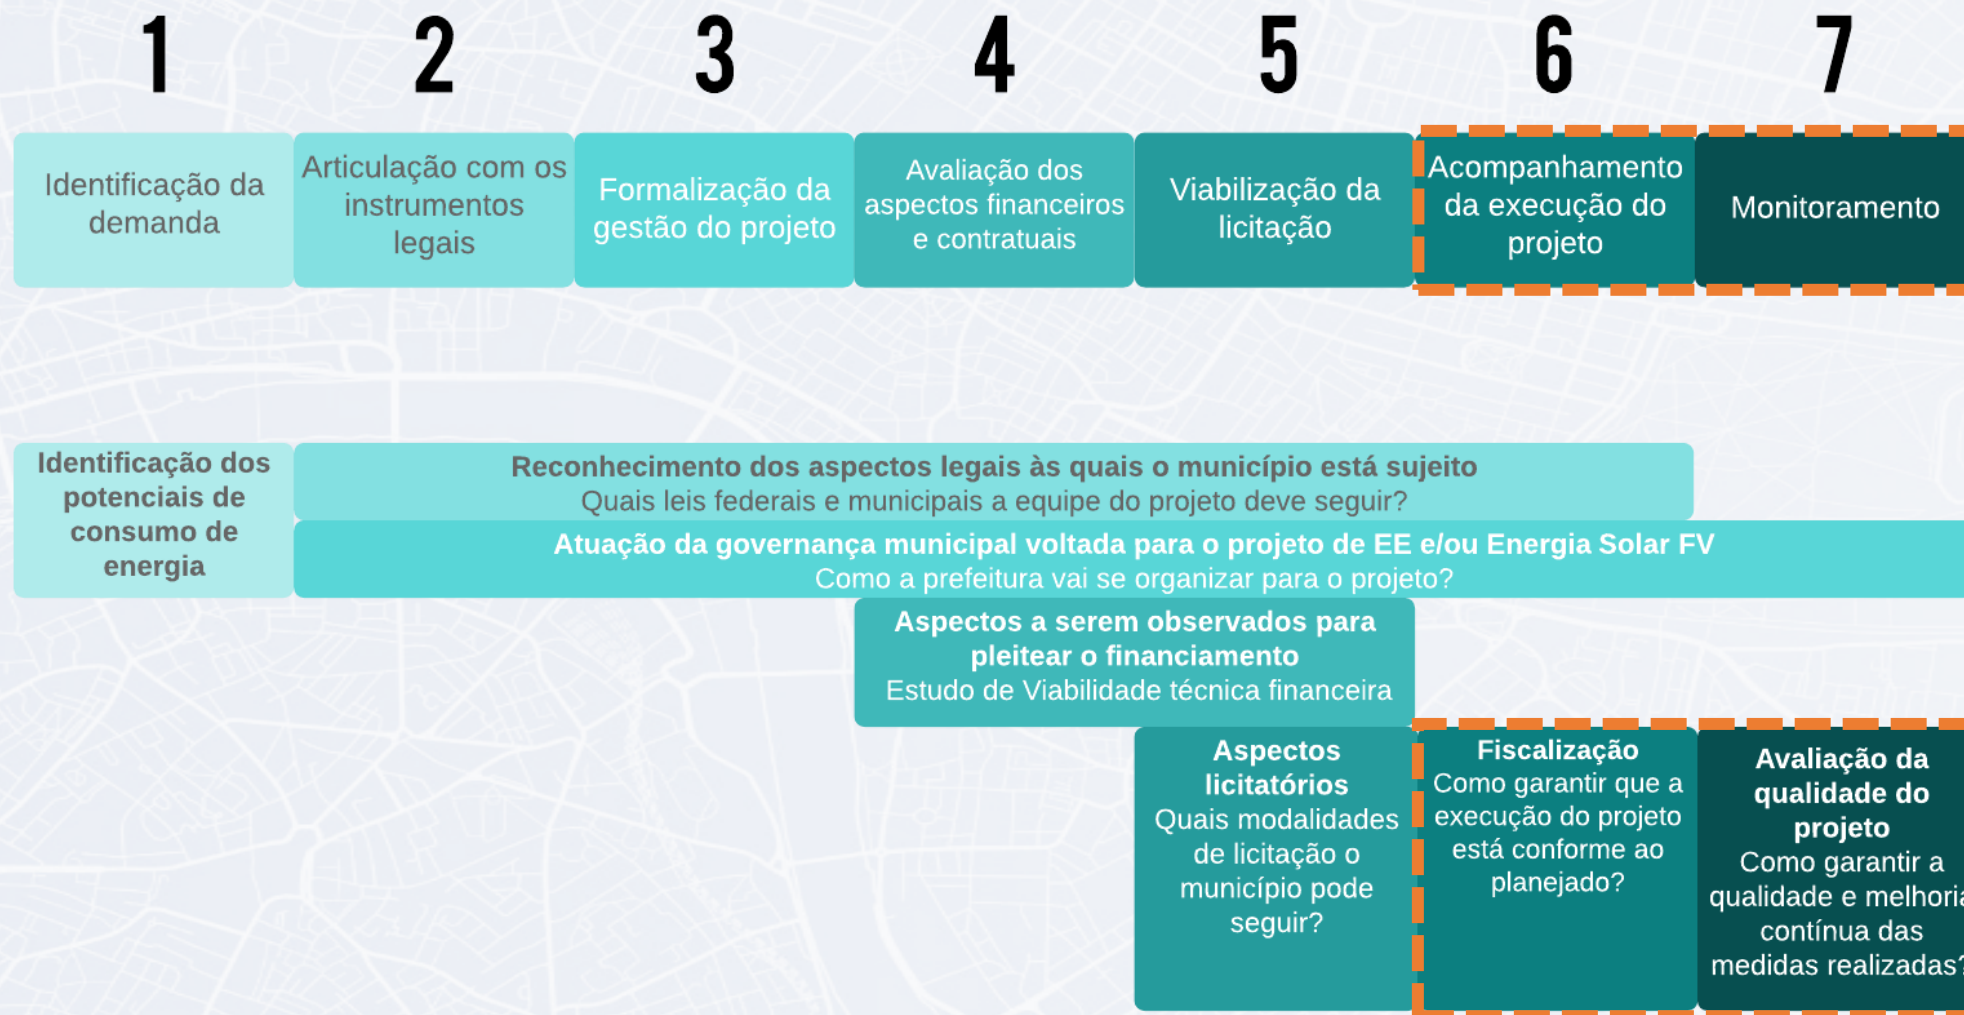 1
2
3
4
5
6
7
Identificação da
demanda
Articulação com os
instrumentos
legais
Formalização da
gestão do projeto
Avaliação dos
aspectos financeiros
e contratuais
Viabilização da
licitação
Acompanhamento
da execução do
projeto
Monitoramento
Identificação dos
potenciais de
consumo de
energia
Reconhecimento dos aspectos legais às quais o município está sujeito
Quais leis federais e municipais a equipe do projeto deve seguir?
Atuação da governança municipal voltada para o projeto de EE e/ou Energia Solar FV
Como a prefeitura vai se organizar para o projeto?
Aspectos a serem observados para
pleitear o financiamento
Estudo de Viabilidade técnica financeira
Aspectos
licitatórios
Quais modalidades
de licitação o
município pode
seguir?
Fiscalização
Como garantir que a
execução do projeto
está conforme ao
planejado?
Avaliação da
qualidade do
projeto
Como garantir a
qualidade e melhoria
contínua das
medidas realizadas?